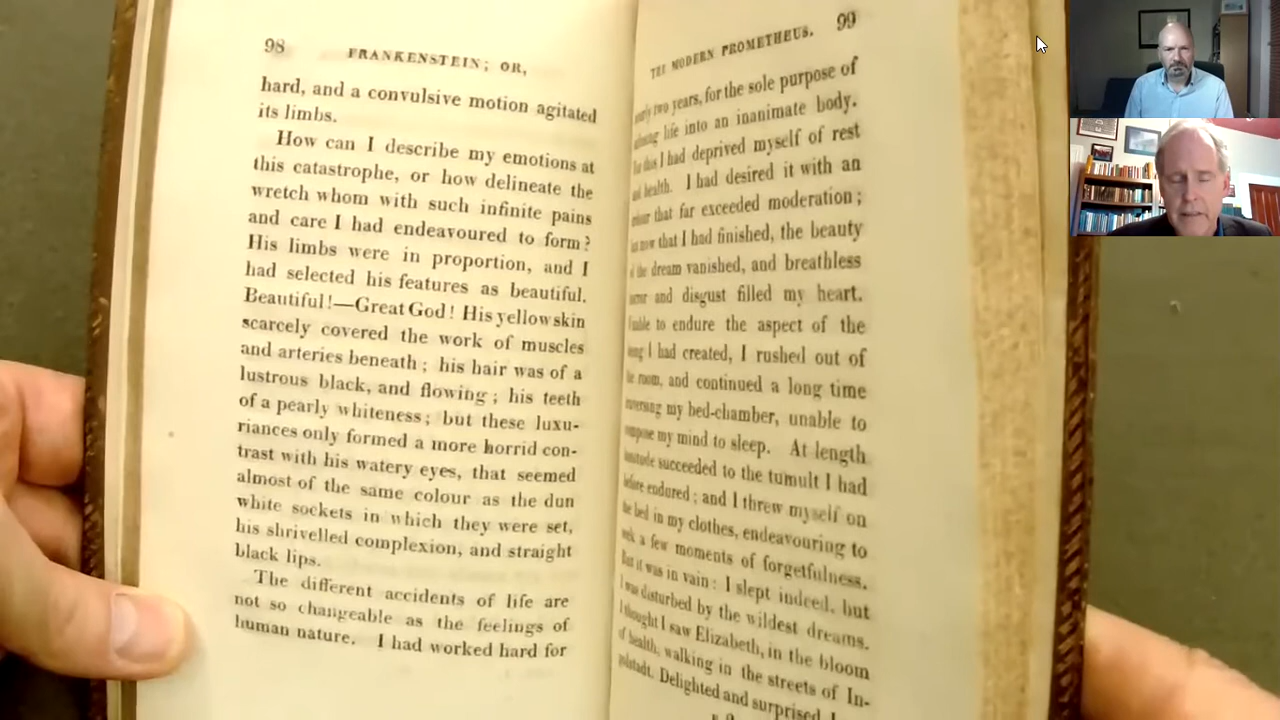 98
FRANKENSTEIN; OR,
hard, and a convulsive motion agitated
its limbs.
How can I describe my emotions at
this catastrophe, or how delineate the
wretch whom with such infinite pains
and care I had endeavoured to form?
His limbs were in proportion, and I
had selected his features as beautiful.
Beautiful!—Great God! His yellow skin
scarcely covered the work of muscles
and arteries beneath; his hair was of a
lustrous black, and flowing; his teeth
of a pearly whiteness; but these luxu-
riances only formed a more horrid con-
trast with his watery eyes, that seemed
almost of the same colour as the dun
white sockets in which they were set,
his shrivelled complexion, and straight
black lips.
The different accidents of life are
not so changeable as the feelings of
human nature. I had worked hard for
THE MODERN PROMETHEUS. 99
two years, for the sole purpose of
life into an inanimate body.
For this I had deprived myself of rest
and health. I had desired it with an
that far exceeded moderation;
now that I had finished, the beauty
of the dream vanished, and breathless
and disgust filled my heart.
Unable to endure the aspect of the
being I had created, I rushed out of
the room, and continued a long time
traversing my bed-chamber, unable to
compose my mind to sleep. At length
lassitude succeeded to the tumult I had
before endured; and I threw myself on
the bed in my clothes, endeavouring to
seek a few moments of forgetfulness.
But it was in vain: I slept indeed, but
I was disturbed by the wildest dreams.
I thought I saw Elizabeth, in the bloom
of health, walking in the streets of In-
golstadt. Delighted and surprised, I